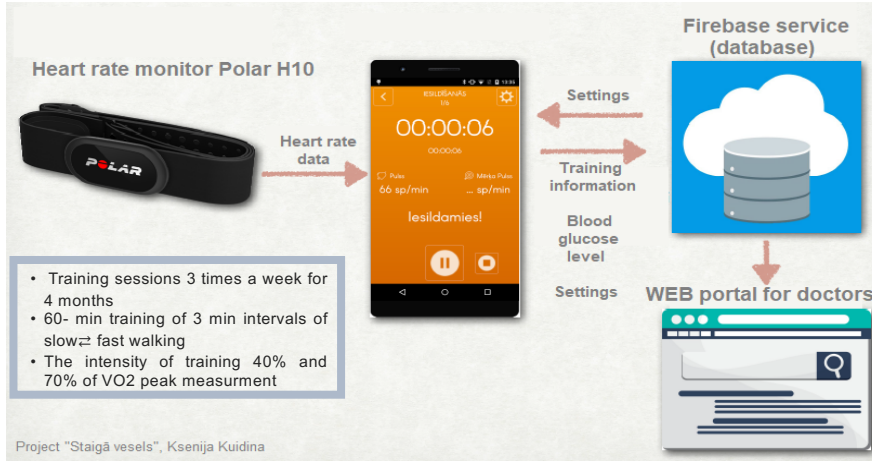 Firebase service
(database)
Heart rate monitor Polar H10
POLAR
Heart rate
data
13:35
IESILDĪŠANĀS
1/6
00:00:06
00:00:06
Pulss
Mērķa Pulss
66 sp/min
... sp/min
Iesildamies!
Settings
Training
information
Blood
glucose
level
Settings
WEB portal for doctors
• Training sessions 3 times a week for
4 months
• 60- min training of 3 min intervals of
slow⇄ fast walking
• The intensity of training 40% and
70% of VO2 peak measurment
Project "Staigā vesels", Ksenija Kuidina